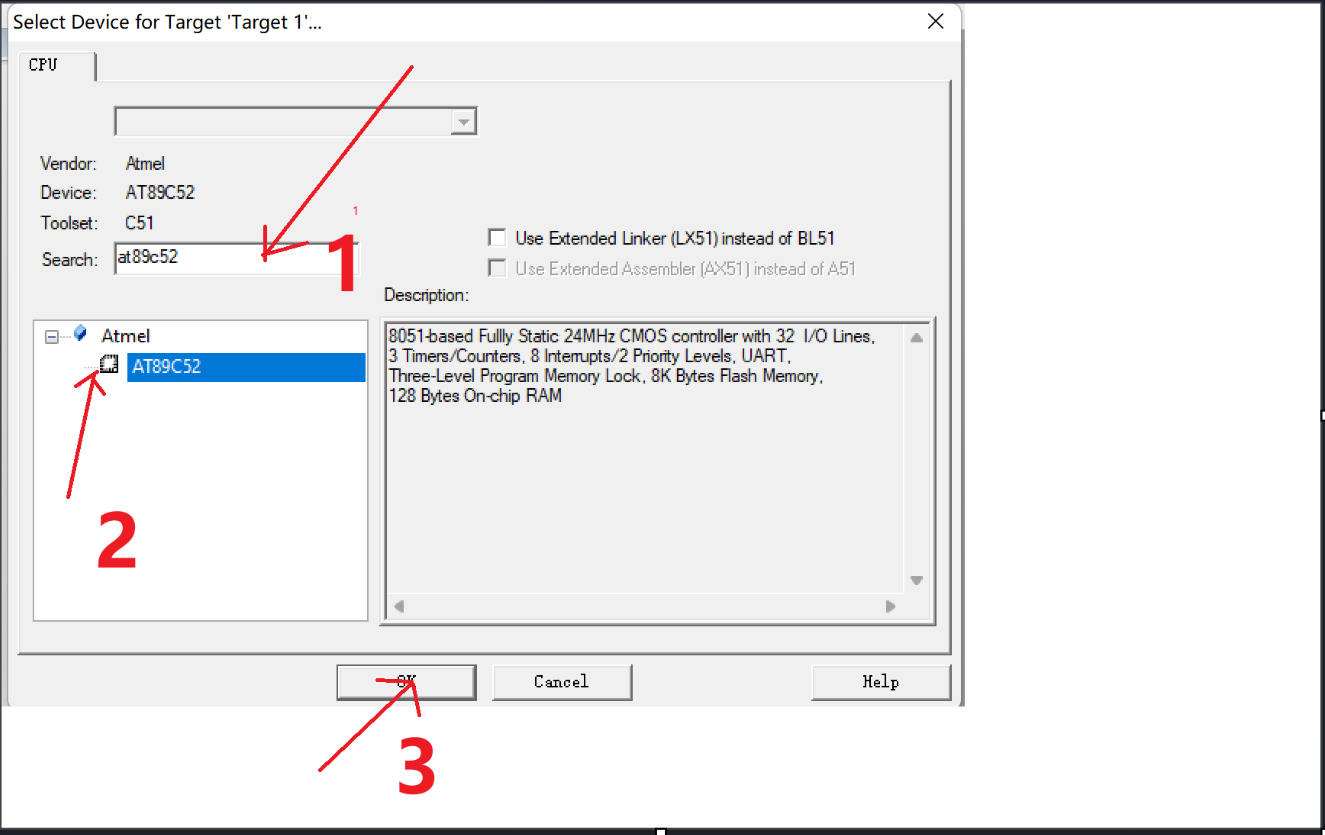 Select Device for Target 'Target 1'...
CPU
Vendor: Atmel
Device: AT89C52
Toolset: C51
1
Search: at89c52
1
Use Extended Linker (LX51) instead of BL51
Use Extended Assembler (AX51) instead of A51
Description:
Atmel
AT89C52
8051-based Fullly Static 24MHz CMOS controller with 32 I/O Lines,
3 Timers/Counters, 8 Interrupts/2 Priority Levels, UART,
Three-Level Program Memory Lock, 8K Bytes Flash Memory,
128 Bytes On-chip RAM
2
OK
Cancel
Help
3